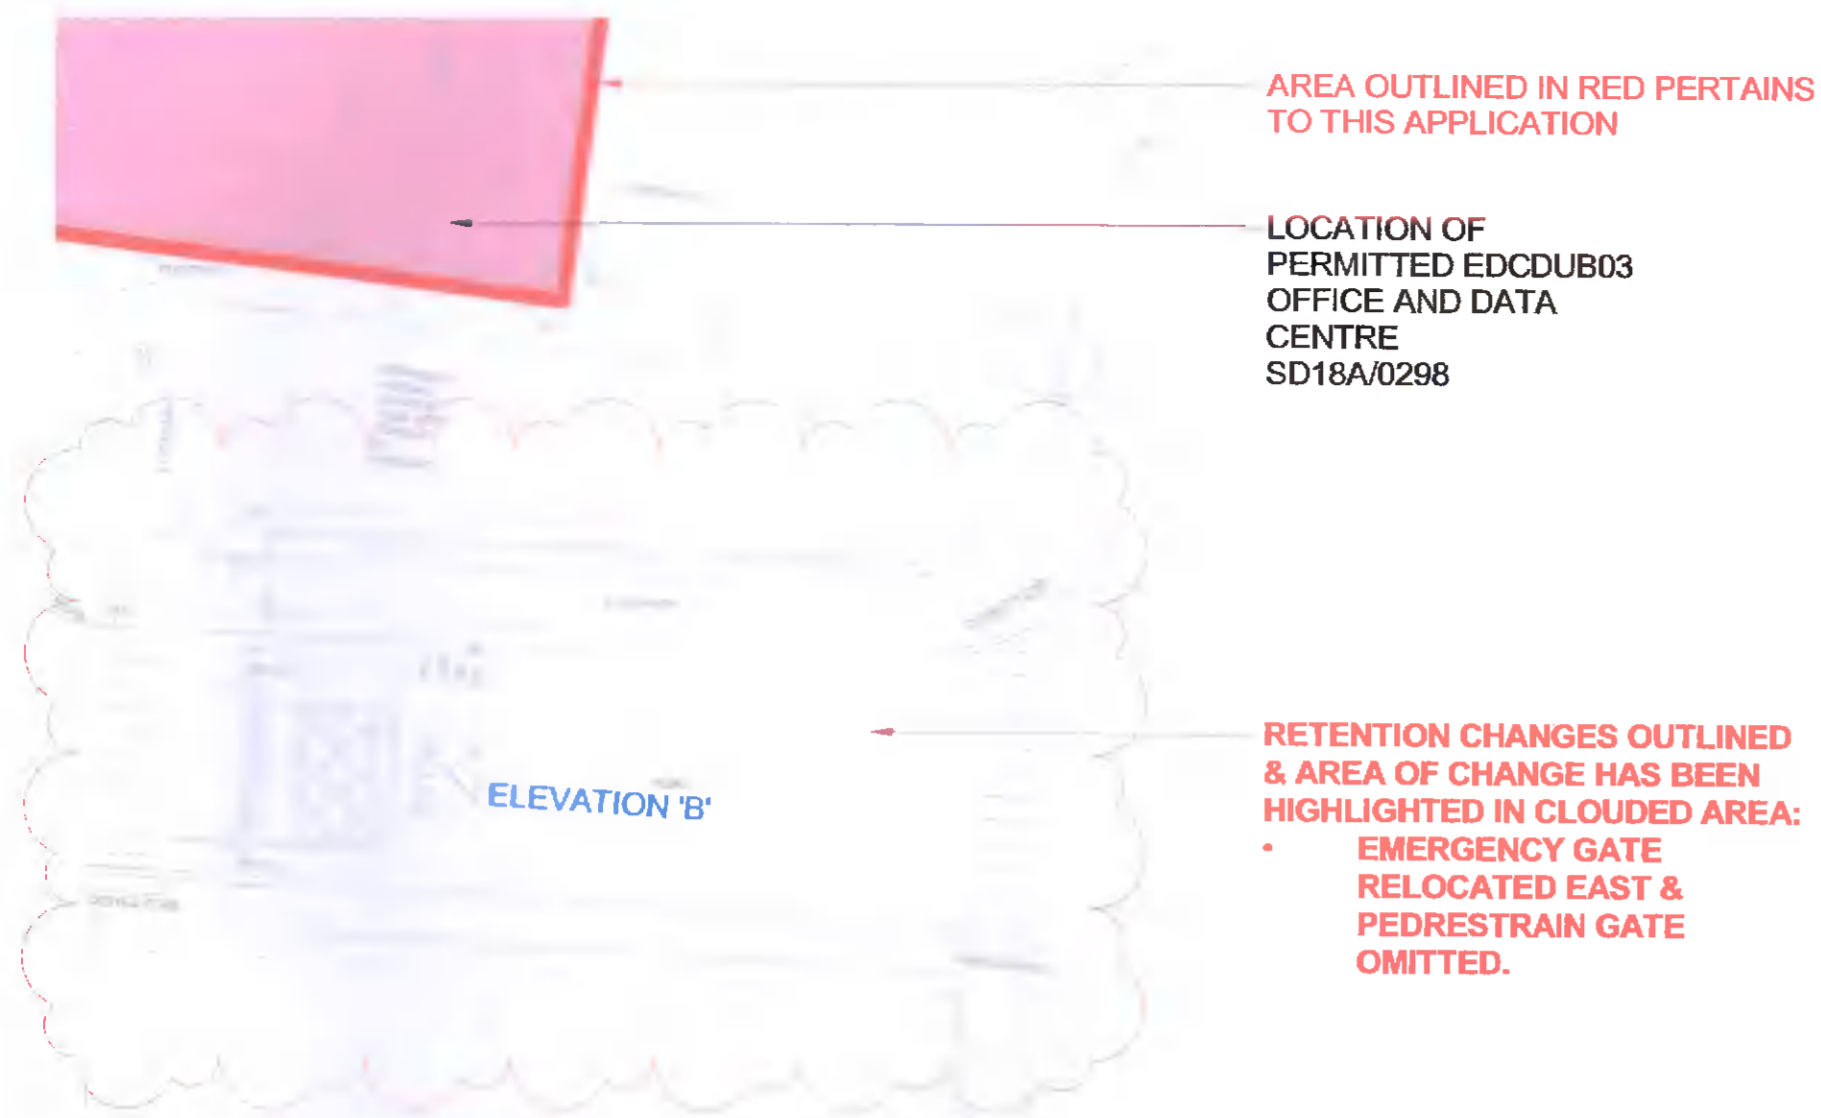 AREA OUTLINED IN RED PERTAINS
TO THIS APPLICATION
LOCATION OF
PERMITTED EDCDUB03
OFFICE AND DATA
CENTRE
SD18A/0298
ELEVATION 'B'
RETENTION CHANGES OUTLINED
& AREA OF CHANGE HAS BEEN
HIGHLIGHTED IN CLOUDED AREA:
• EMERGENCY GATE
RELOCATED EAST &
PEDRESTRAIN GATE
OMITTED.